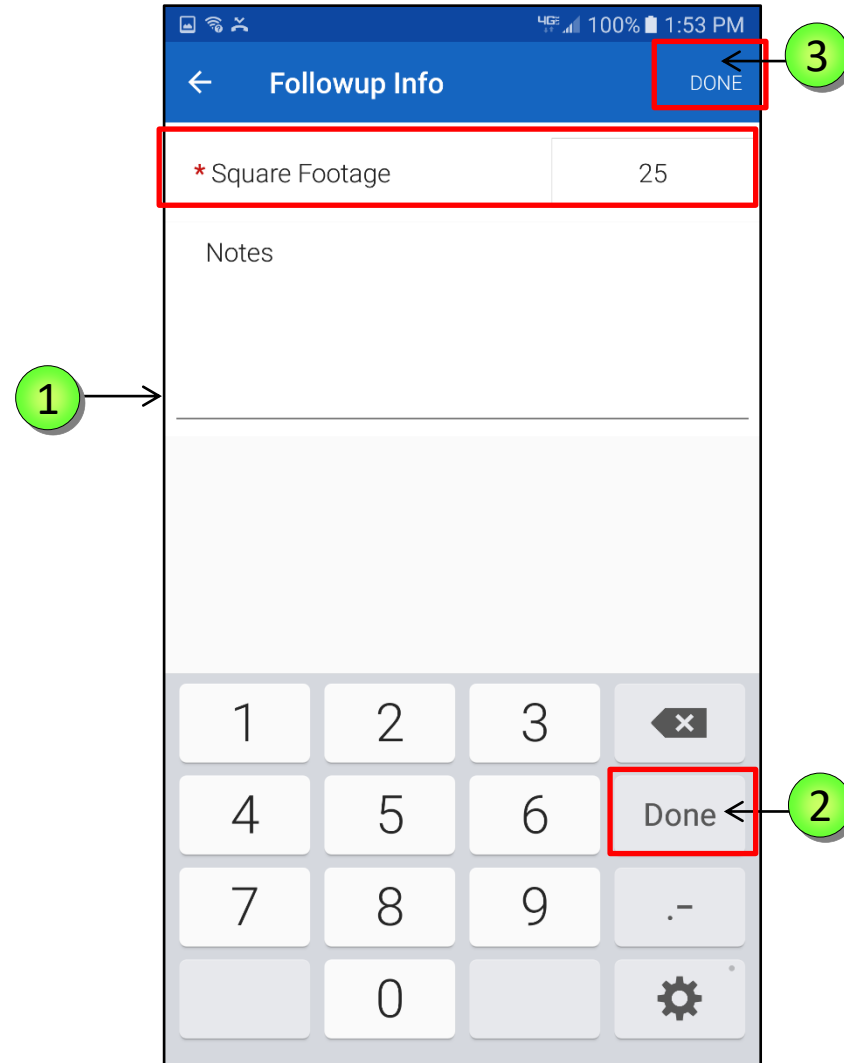 4GE 100% 1:53 PM
3
Followup Info DONE
* Square Footage 25
Notes
1
1 2 3
4 5 6 Done
2
7 8 9 .-
0